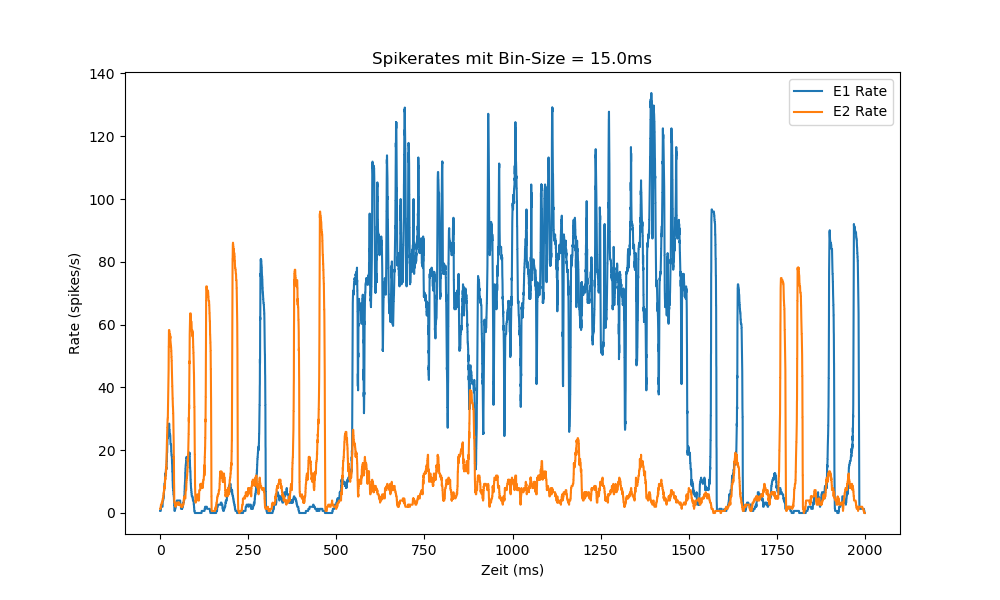 Spikerates mit Bin-Size = 15.0ms
140
120
100
80
60
40
20
0
Rate (spikes/s)
E1 Rate
E2 Rate
0 250 500 750 1000 1250 1500 1750 2000
Zeit (ms)